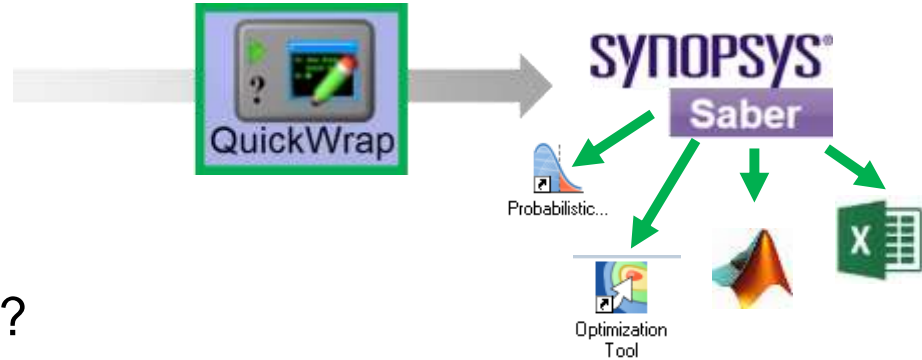 ?
QuickWrap
SYNOPSYS®
Saber
Probabilistic...
Optimization
Tool
X
?